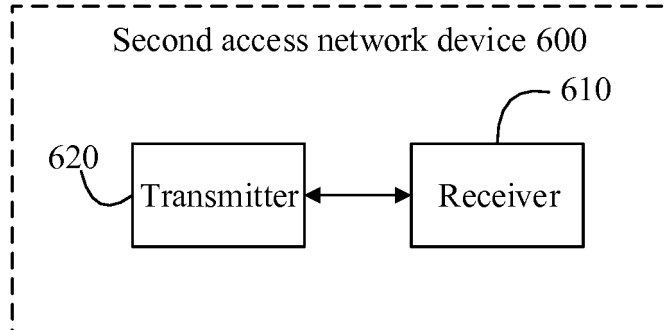 Second access network device 600
610
620
Transmitter
Receiver